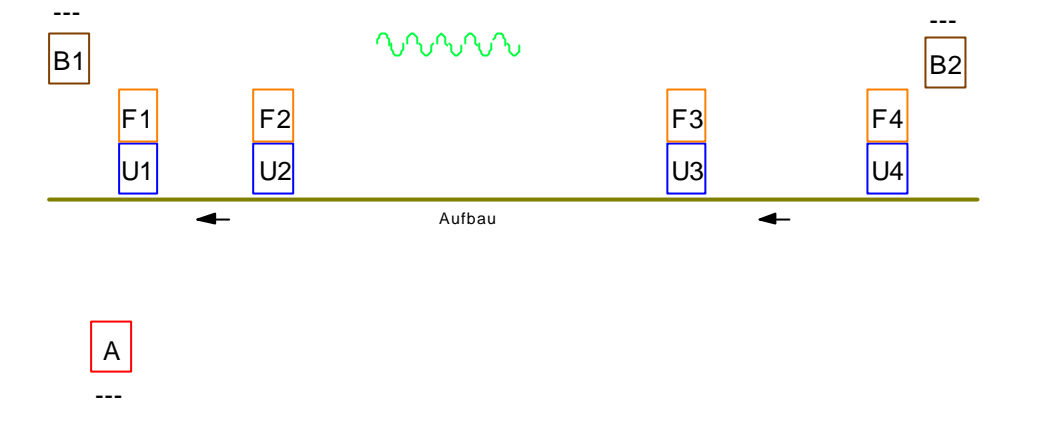 --- ---
B1 B2
F1 F2 F3 F4
U1 U2 U3 U4
Aufbau
A
---